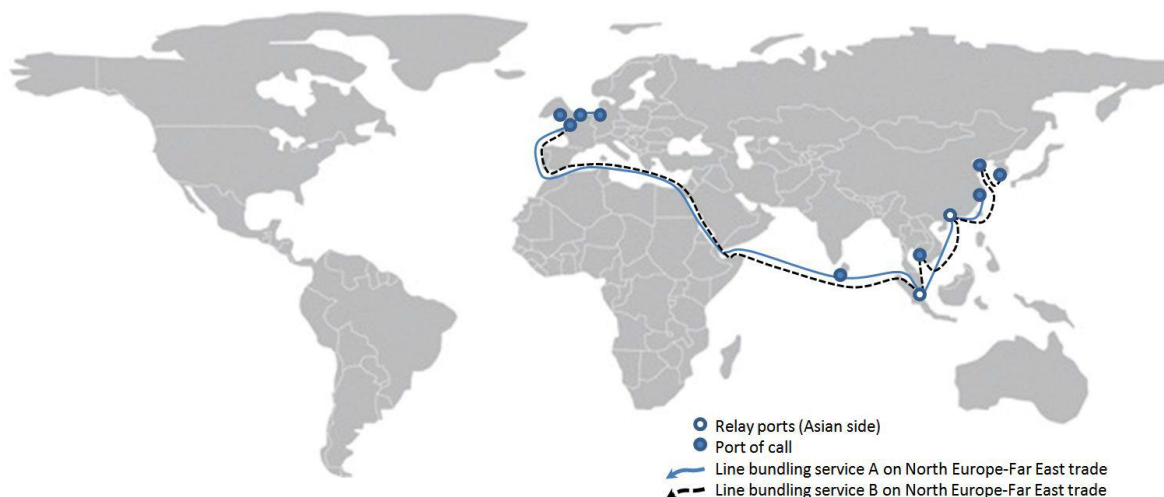 Relay ports (Asian side)
Port of call
Line bundling service A on North Europe-Far East trade
Line bundling service B on North Europe-Far East trade